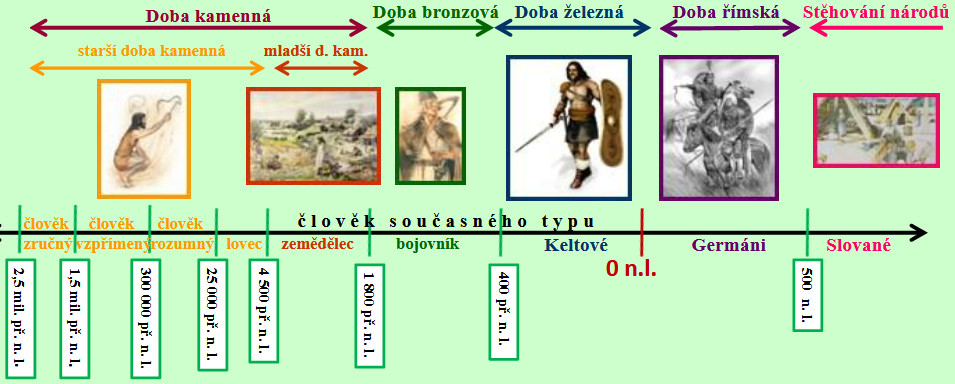 Doba kamenná
Doba bronzová
Doba železná
Doba římská
Stěhování národů
starší doba kamenná
mladší d. kam.
člověk
člověk
člověk
člověk současného typu
zručný
vzpřímený
rozumný
lovec
zemědělec
bojovník
Keltové
Germáni
Slované
0 n.l.
2,5 mil. př. n. l.
1,5 mil. př. n. l.
300 000 př. n. l.
25 000 př. n. l.
4 500 př. n. l.
1 800 př. n. l.
400 př. n. l.
500 n. l.